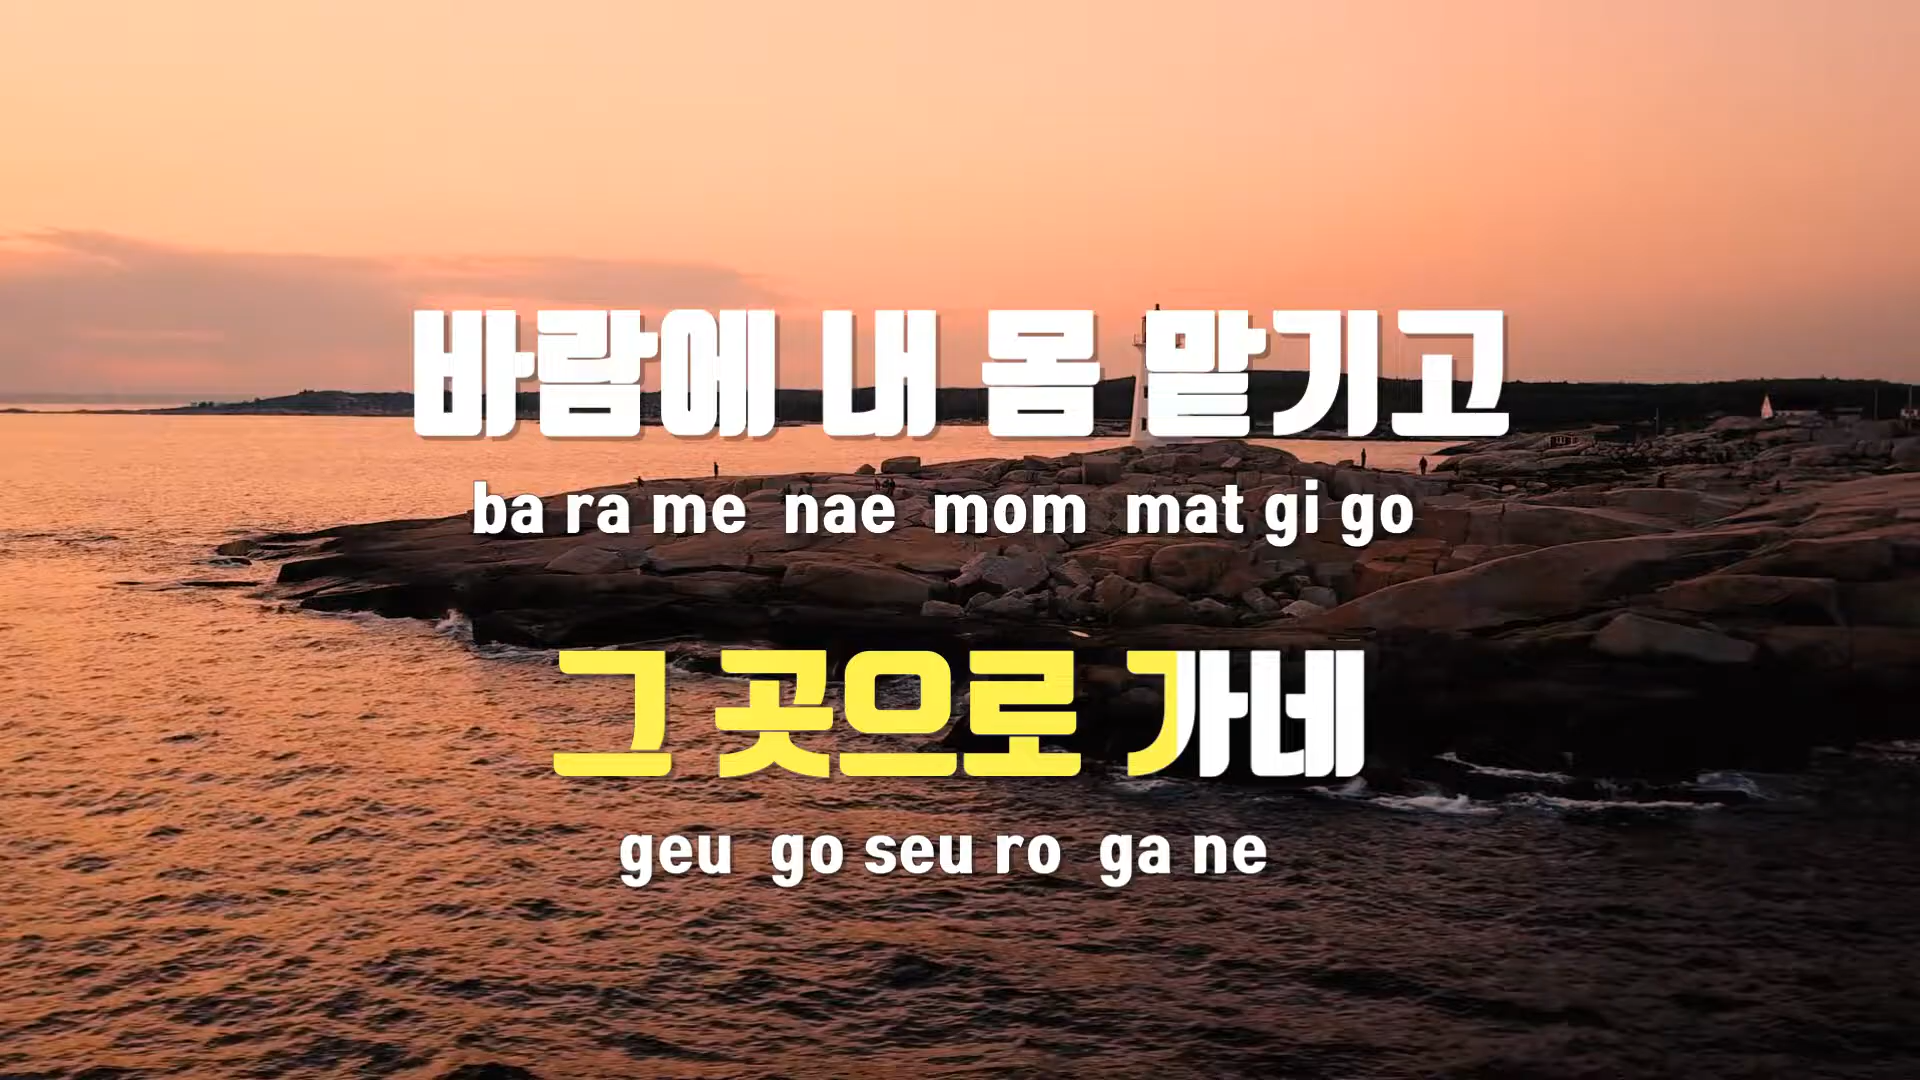 바람에 내 몸 맡기고
ba ra me nae mom mat gi go
그 곳으로 가네
geu go seu ro ga ne